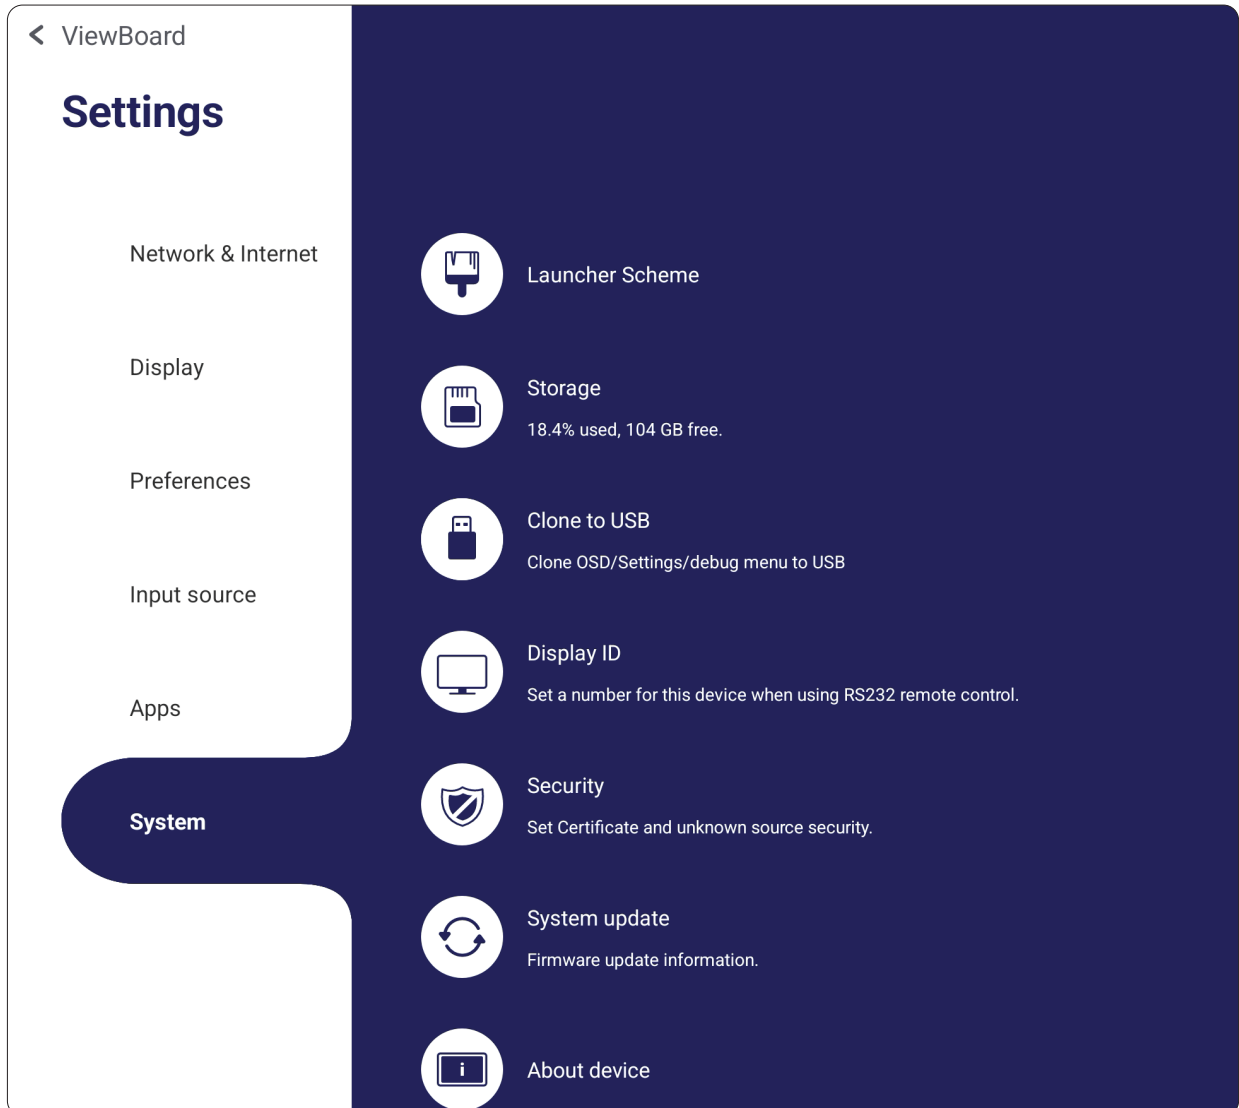 ViewBoard
Settings
Network & Internet
Display
Preferences
Input source
Apps
System
Launcher Scheme
Storage
18.4% used, 104 GB free.
Clone to USB
Clone OSD/Settings/debug menu to USB
Display ID
Set a number for this device when using RS232 remote control.
Security
Set Certificate and unknown source security.
System update
Firmware update information.
i
About device